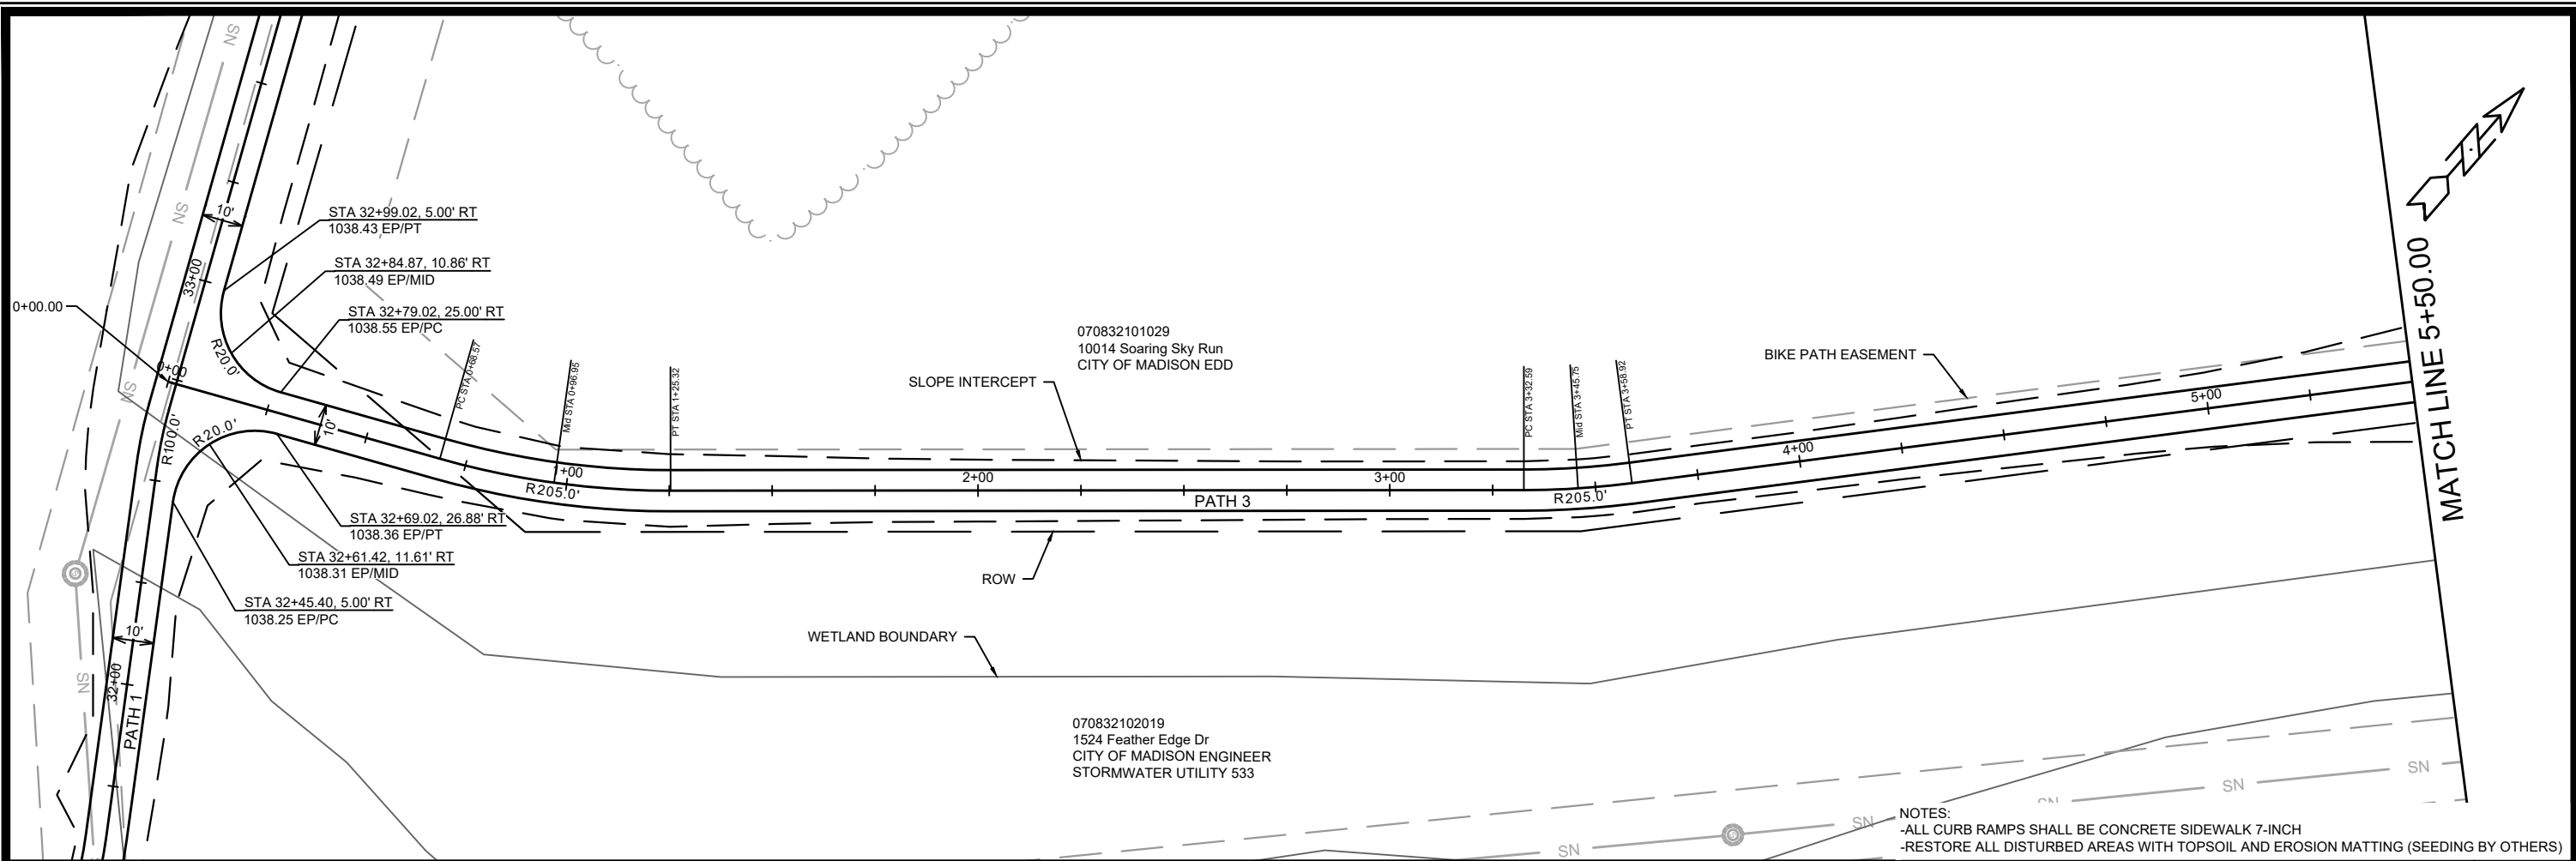 SN
SN
10'
STA 32+99.02, 5.00' RT
1038.43 EP/PT
STA 32+84.87, 10.86' RT
1038.49 EP/MID
STA 32+79.02, 25.00' RT
1038.55 EP/PC
33+00
0+00.00
0+00
R20.0'
SN
R100.0'
R20.0'
10'
PC STA 0+68.57
Mid STA 0+96.95
PT STA 1+25.32
1+00
R205.0'
STA 32+69.02, 26.88' RT
1038.36 EP/PT
STA 32+61.42, 11.61' RT
1038.31 EP/MID
STA 32+45.40, 5.00' RT
1038.25 EP/PC
10'
32+00
SN
PATH 1
070832101029
10014 Soaring Sky Run
CITY OF MADISON EDD
SLOPE INTERCEPT
2+00
3+00
PATH 3
PC STA 3+32.59
Mid STA 3+45.75
PT STA 3+58.92
R205.0'
BIKE PATH EASEMENT
4+00
5+00
N
MATCH LINE 5+50.00
ROW
WETLAND BOUNDARY
070832102019
1524 Feather Edge Dr
CITY OF MADISON ENGINEER
STORMWATER UTILITY 533
SN
SN
SN
SN
SN
NOTES:
-ALL CURB RAMPS SHALL BE CONCRETE SIDEWALK 7-INCH
-RESTORE ALL DISTURBED AREAS WITH TOPSOIL AND EROSION MATTING (SEEDING BY OTHERS)